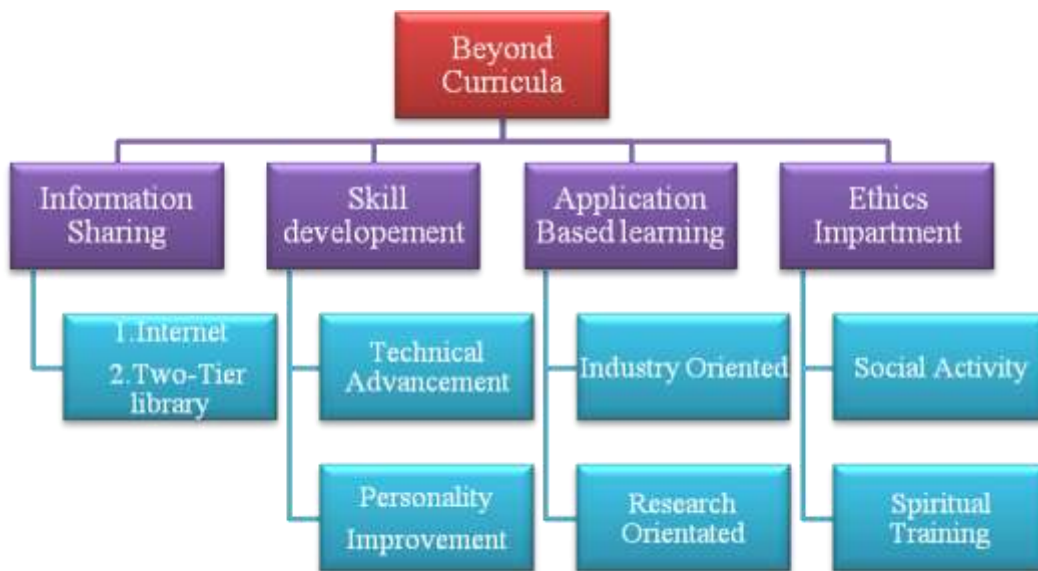 Beyond
Curricula
Information
Sharing
Skill
developement
Application
Based learning
Ethics
Impartment
1.Internet
2.Two-Tier
library
Technical
Advancement
Industry Oriented
Social Activity
Personality
Improvement
Research
Orientated
Spiritual
Training